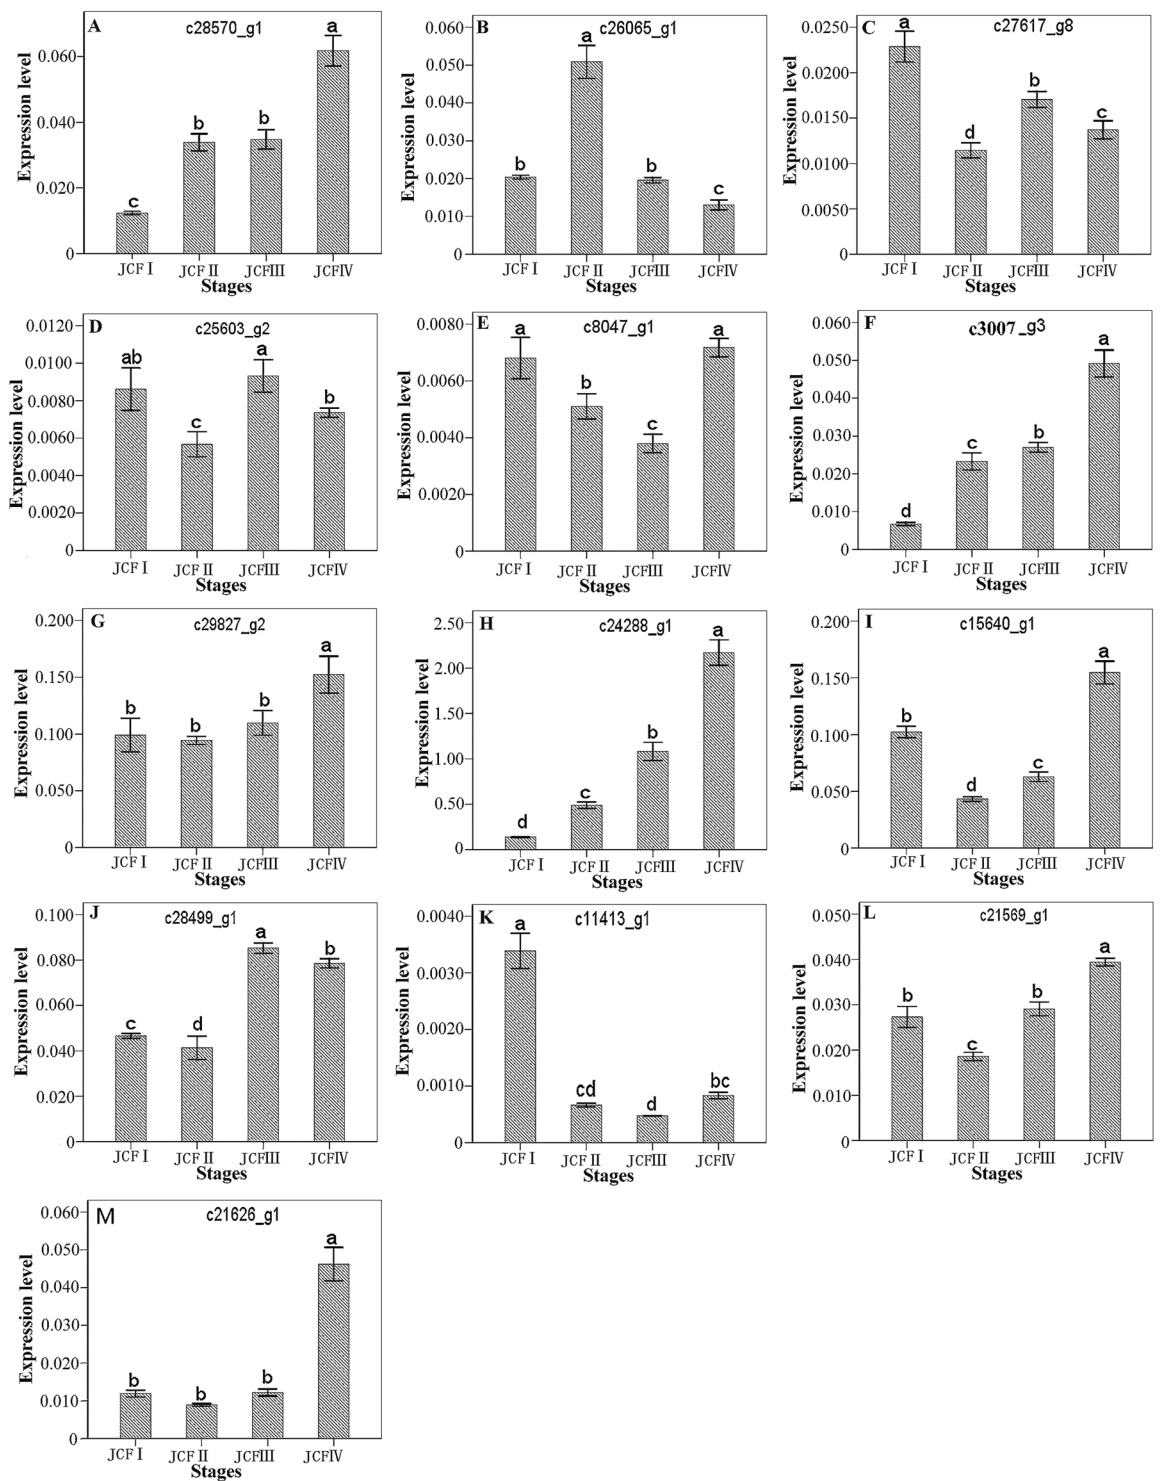 A c28570_g1
Expression level
0.060
0.040
0.020
0
a
b
b
c
JCF I JCF II JCFIII JCFIV
Stages
B c26065_g1
Expression level
0.060
0.050
0.040
0.030
0.020
0.010
0
a
b
b
c
JCF I JCF II JCFIII JCFIV
Stages
C c27617_g8
Expression level
0.0250
0.0200
0.0150
0.0100
0.0050
0
a
b
c
d
JCF I JCF II JCFIII JCFIV
Stages
D c25603_g2
Expression level
0.0120
0.0100
0.0080
0.0060
0.0040
0.0020
0
ab
a
b
c
JCF I JCF II JCFIII JCFIV
Stages
E c8047_g1
Expression level
0.0080
0.0060
0.0040
0.0020
0
a
a
b
c
JCF I JCF II JCFIII JCFIV
Stages
F c3007_g3
Expression level
0.060
0.050
0.040
0.030
0.020
0.010
0
a
b
c
d
JCF I JCF II JCFIII JCFIV
Stages
G c29827_g2
Expression level
0.200
0.150
0.100
0.050
0
a
b
b
b
JCF I JCF II JCFIII JCFIV
Stages
H c24288_g1
Expression level
2.50
2.00
1.50
1.00
0.50
0
a
b
c
d
JCF I JCF II JCFIII JCFIV
Stages
I c15640_g1
Expression level
0.200
0.150
0.100
0.050
0
a
b
c
d
JCF I JCF II JCFIII JCFIV
Stages
J c28499_g1
Expression level
0.100
0.080
0.060
0.040
0.020
0
a
b
c
d
JCF I JCF II JCFIII JCFIV
Stages
K c11413_g1
Expression level
0.0040
0.0030
0.0020
0.0010
0
a
cd
d
bc
JCF I JCF II JCFIII JCFIV
Stages
L c21569_g1
Expression level
0.050
0.040
0.030
0.020
0.010
0
a
b
b
c
JCF I JCF II JCFIII JCFIV
Stages
M c21626_g1
Expression level
0.060
0.050
0.040
0.030
0.020
0.010
0
a
b
b
b
JCF I JCF II JCFIII JCFIV
Stages